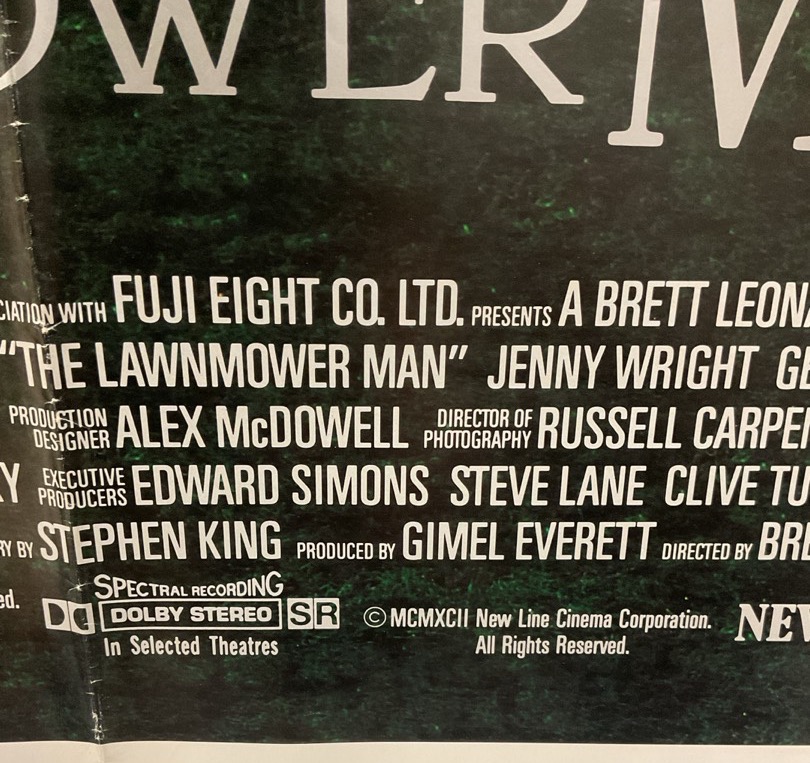 OWERM
CIATION WITH FUJI EIGHT CO. LTD. PRESENTS A BRETT LEON
"THE LAWNMOWER MAN" JENNY WRIGHT GE
PRODUCTION DESIGNER ALEX McDOWELL DIRECTOR OF PHOTOGRAPHY RUSSELL CARPE
Y EXECUTIVE PRODUCERS EDWARD SIMONS STEVE LANE CLIVE TU
RY BY STEPHEN KING PRODUCED BY GIMEL EVERETT DIRECTED BY BRE
SPECTRAL RECORDING
ed. DOLBY STEREO SR © MCMXCII New Line Cinema Corporation. NEW
In Selected Theatres All Rights Reserved.